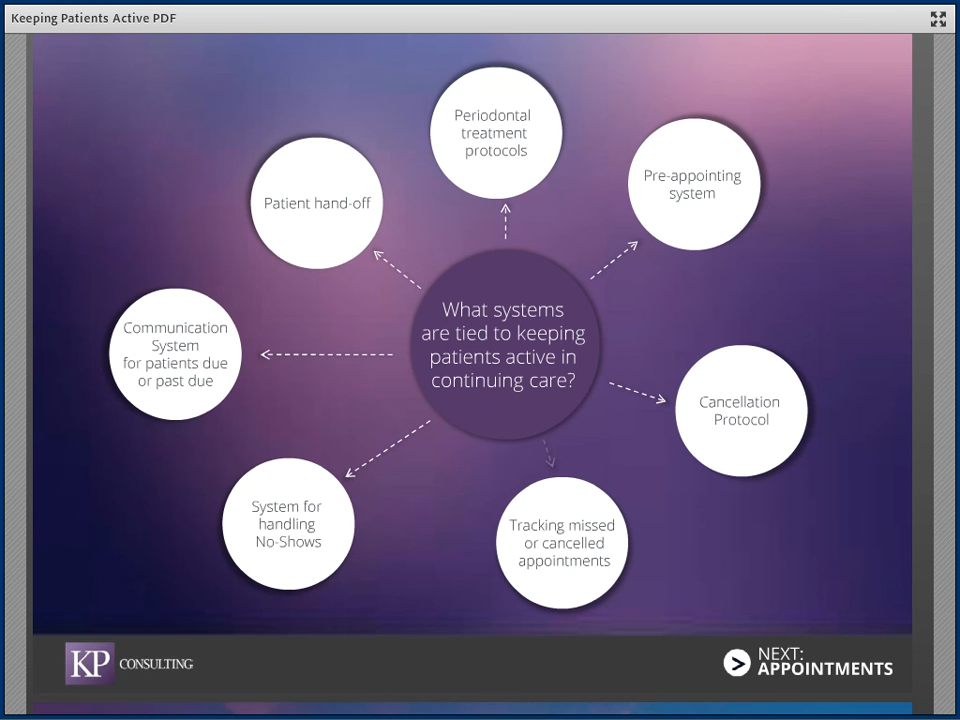 Keeping Patients Active PDF
Periodontal
treatment
protocols
Pre-appointing
system
Patient hand-off
What systems
are tied to keeping
patients active in
continuing care?
Communication
System
for patients due
or past due
Cancellation
Protocol
System for
handling
No-Shows
Tracking missed
or cancelled
appointments
KP CONSULTING
NEXT:
APPOINTMENTS